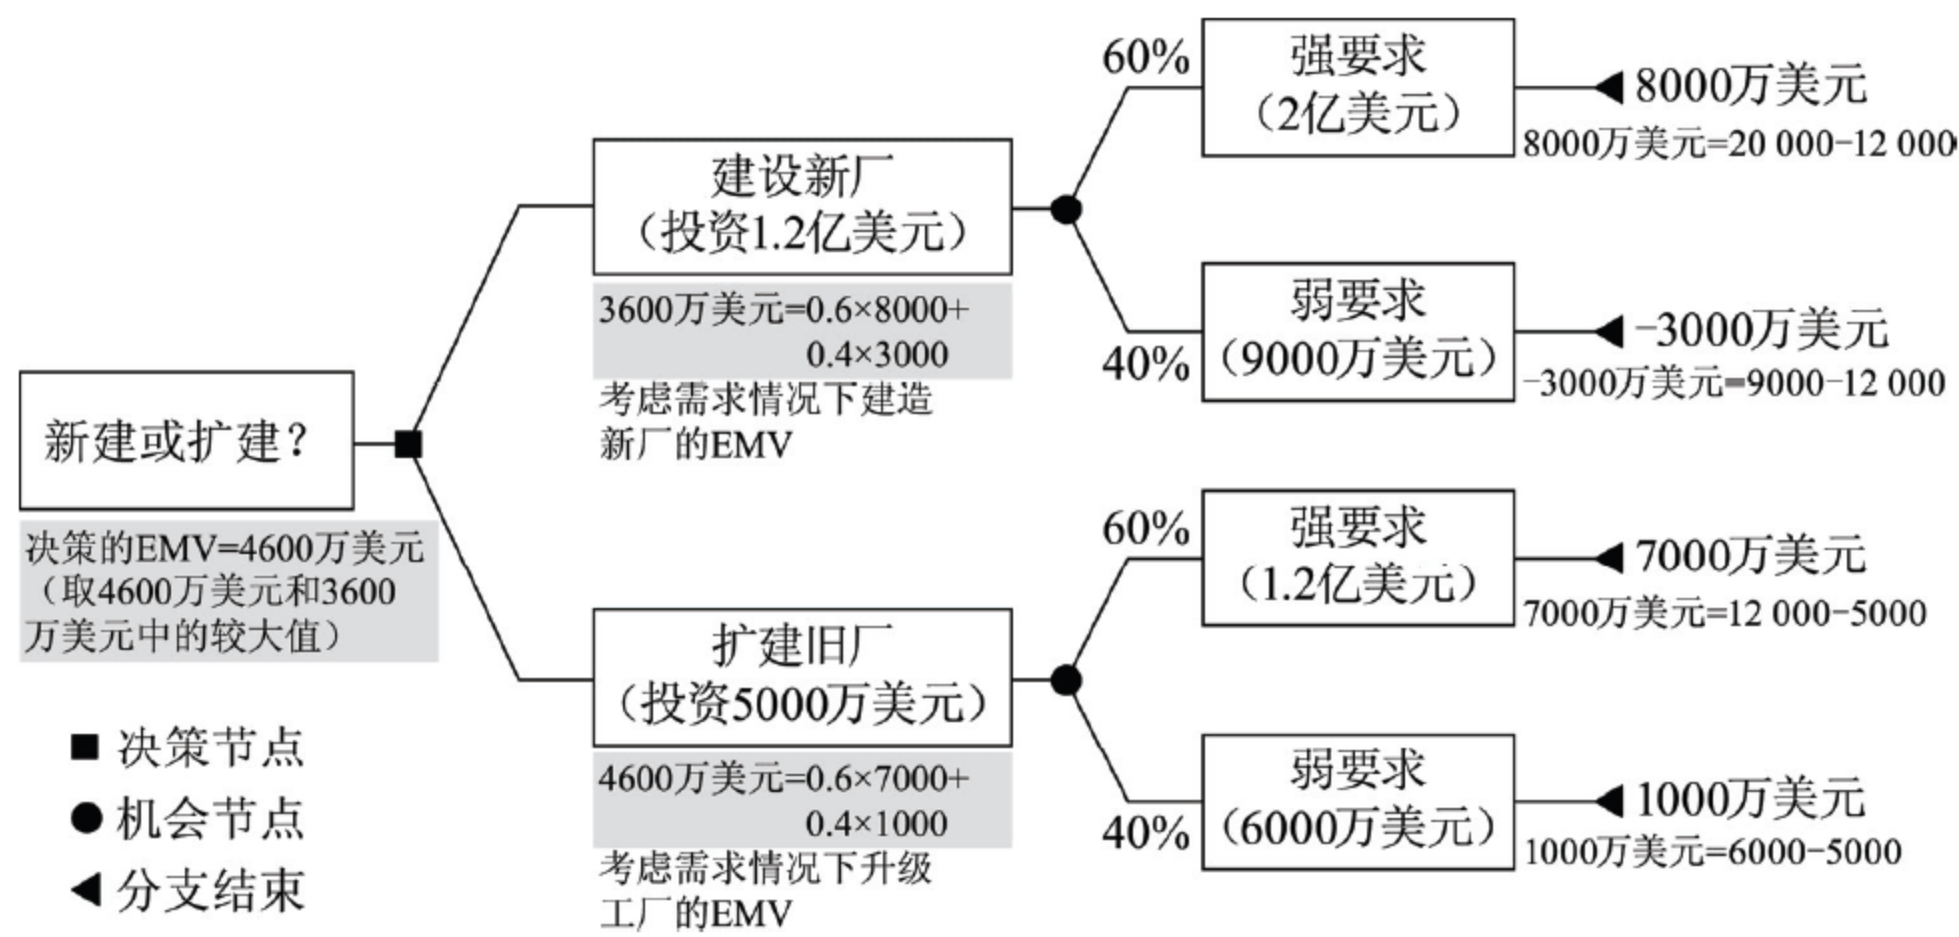 新建或扩建？
决策的EMV=4600万美元
（取4600万美元和3600
万美元中的较大值）
建设新厂
（投资1.2亿美元）
3600万美元=0.6×8000+
0.4×3000
考虑需求情况下建造
新厂的EMV
扩建旧厂
（投资5000万美元）
4600万美元=0.6×7000+
0.4×1000
考虑需求情况下升级
工厂的EMV
60%
强要求
（2亿美元）
8000万美元
8000万美元=20 000-12 000
40%
弱要求
（9000万美元）
-3000万美元
-3000万美元=9000-12 000
60%
强要求
（1.2亿美元）
7000万美元
7000万美元=12 000-5000
40%
弱要求
（6000万美元）
1000万美元
1000万美元=6000-5000
决策节点
机会节点
分支结束